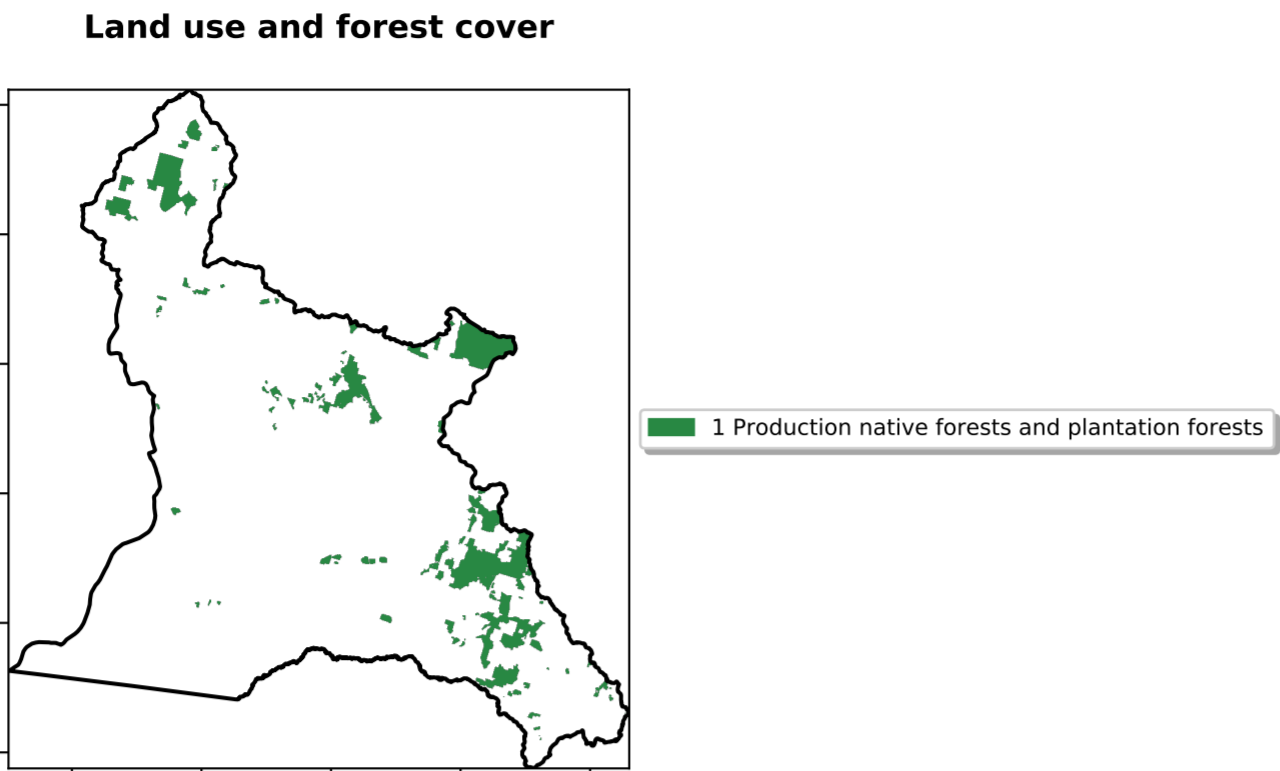 Land use and forest cover
1 Production native forests and plantation forests